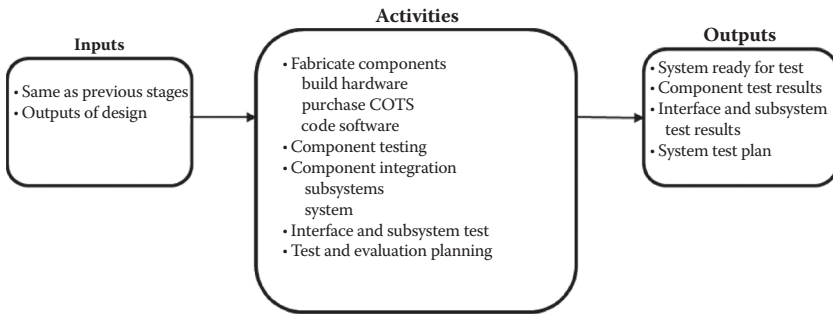 Inputs
• Same as previous stages
• Outputs of design
Activities
• Fabricate components
build hardware
purchase COTS
code software
• Component testing
• Component integration
subsystems
system
• Interface and subsystem test
• Test and evaluation planning
Outputs
• System ready for test
• Component test results
• Interface and subsystem
test results
• System test plan